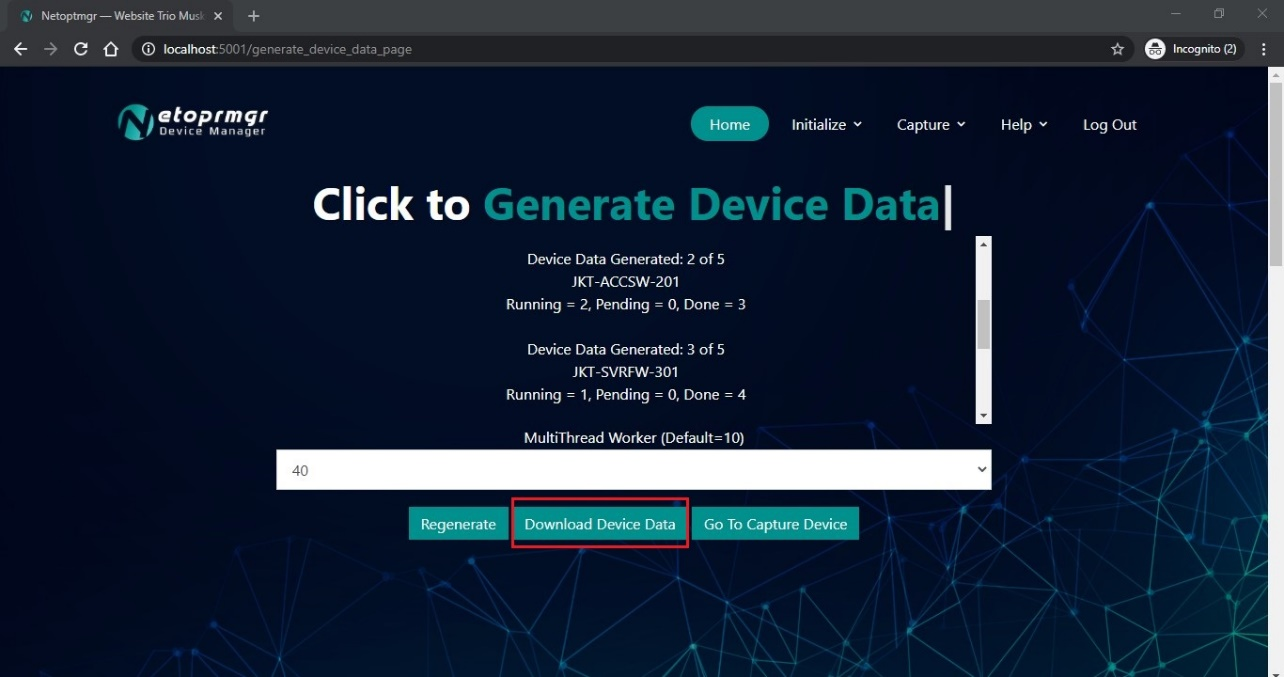 Netoptmgr — Website Trio Musk
localhost:5001/generate_device_data_page
Incognito (2)
etoprmgr
Device Manager
Home
Initialize
Capture
Help
Log Out
Click to Generate Device Data|
Device Data Generated: 2 of 5
JKT-ACCSW-201
Running = 2, Pending = 0, Done = 3
Device Data Generated: 3 of 5
JKT-SVRFW-301
Running = 1, Pending = 0, Done = 4
MultiThread Worker (Default=10)
40
Regenerate
Download Device Data
Go To Capture Device